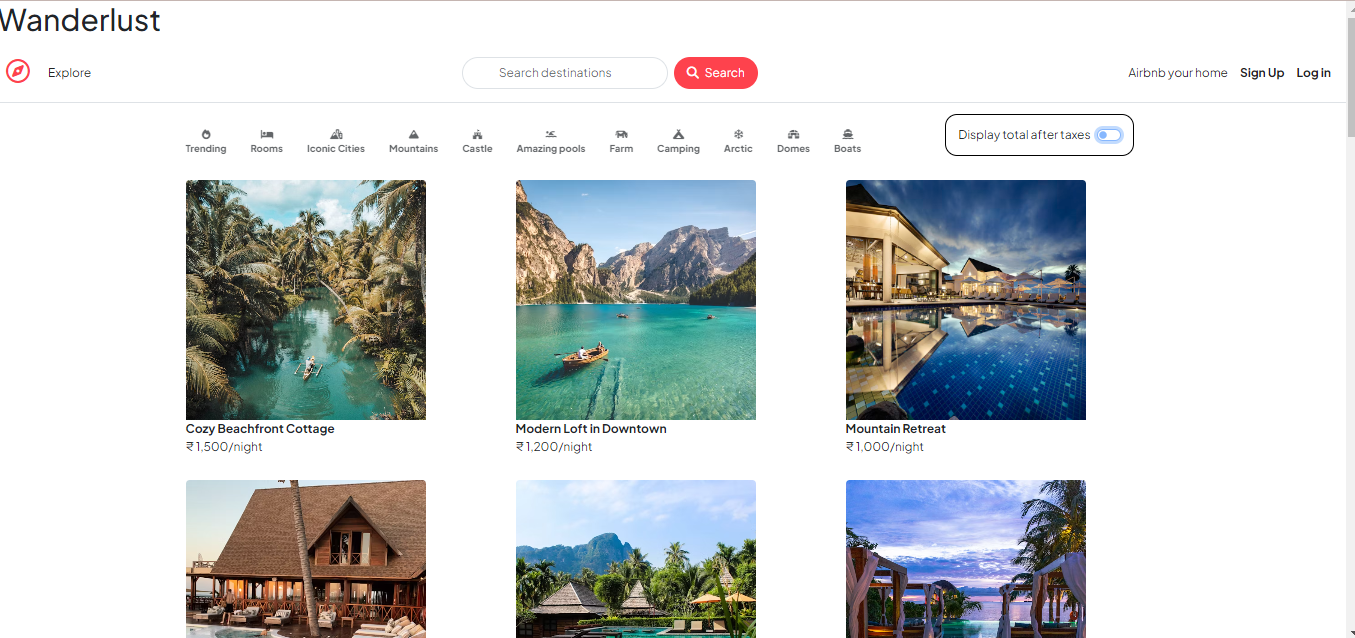 Wanderlust
Explore
Search destinations
Search
Airbnb your home
Sign Up
Log in
Trending
Rooms
Iconic Cities
Mountains
Castle
Amazing pools
Farm
Camping
Arctic
Domes
Boats
Display total after taxes
Cozy Beachfront Cottage
₹1,500/night
Modern Loft in Downtown
₹1,200/night
Mountain Retreat
₹1,000/night